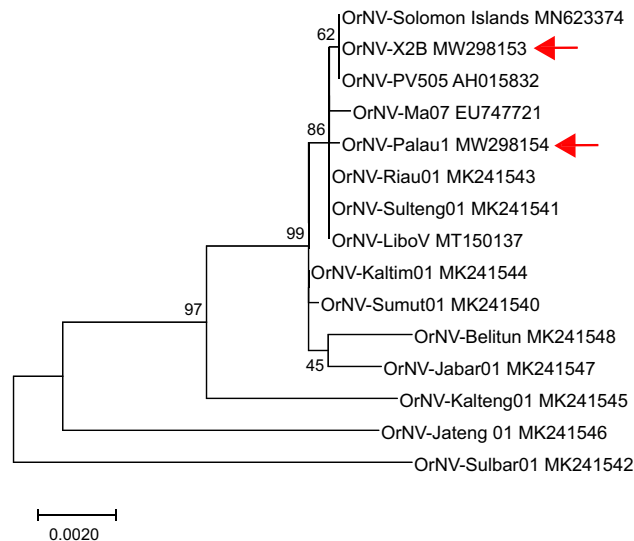 OrNV-Solomon Islands MN623374
62
OrNV-X2B MW298153
OrNV-PV505 AH015832
OrNV-Ma07 EU747721
86
OrNV-Palau1 MW298154
OrNV-Riau01 MK241543
OrNV-Sulteng01 MK241541
99
OrNV-LiboV MT150137
OrNV-Kaltim01 MK241544
97
OrNV-Sumut01 MK241540
OrNV-Belitun MK241548
45
OrNV-Jabar01 MK241547
OrNV-Kalteng01 MK241545
OrNV-Jateng 01 MK241546
OrNV-Sulbar01 MK241542
0.0020